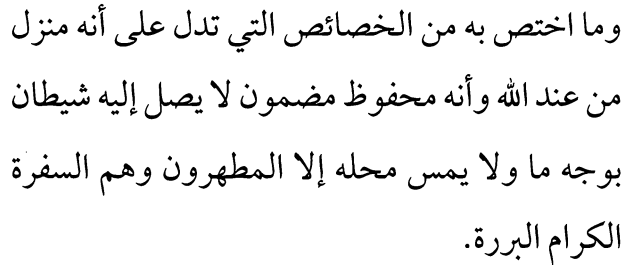 وما اختص به من الخصائص التي تدل على أنه منزل
من عند الله وأنه محفوظ مضمون لا يصل إليه شيطان
بوجه ما ولا يمس محله إلا المطهرون وهم السفرة
الكرام البررة.